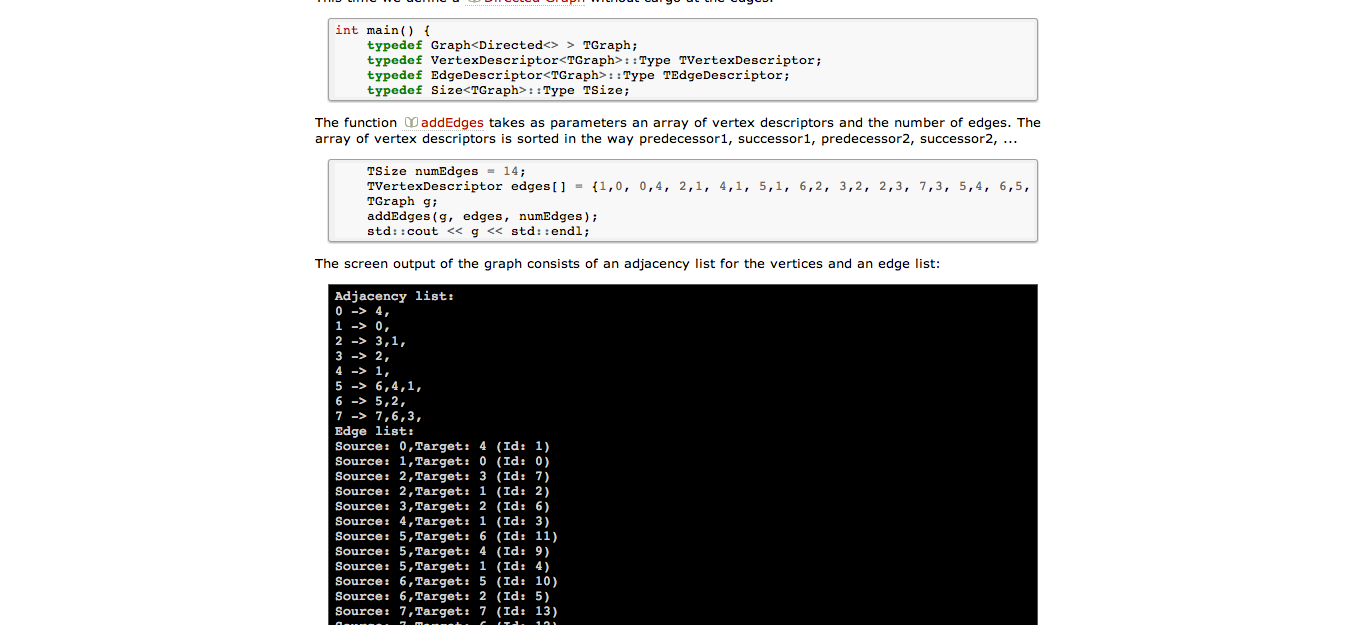 This time we define a Directed Graph without cargo at the edges.
int main() {
    typedef Graph<Directed<> > TGraph;
    typedef VertexDescriptor<TGraph>::Type TVertexDescriptor;
    typedef EdgeDescriptor<TGraph>::Type TEdgeDescriptor;
    typedef Size<TGraph>::Type TSize;
The function addEdges takes as parameters an array of vertex descriptors and the number of edges. The
array of vertex descriptors is sorted in the way predecessor1, successor1, predecessor2, successor2, ...
    TSize numEdges = 14;
    TVertexDescriptor edges[] = {1,0, 0,4, 2,1, 4,1, 5,1, 6,2, 3,2, 2,3, 7,3, 5,4, 6,5,
    TGraph g;
    addEdges(g, edges, numEdges);
    std::cout << g << std::endl;
The screen output of the graph consists of an adjacency list for the vertices and an edge list:
Adjacency list:
0 -> 4,
1 -> 0,
2 -> 3,1,
3 -> 2,
4 -> 1,
5 -> 6,4,1,
6 -> 5,2,
7 -> 7,6,3,
Edge list:
Source: 0,Target: 4 (Id: 1)
Source: 1,Target: 0 (Id: 0)
Source: 2,Target: 3 (Id: 7)
Source: 2,Target: 1 (Id: 2)
Source: 3,Target: 2 (Id: 6)
Source: 4,Target: 1 (Id: 3)
Source: 5,Target: 6 (Id: 11)
Source: 5,Target: 4 (Id: 9)
Source: 5,Target: 1 (Id: 4)
Source: 6,Target: 5 (Id: 10)
Source: 6,Target: 2 (Id: 5)
Source: 7,Target: 7 (Id: 13)
Source: 7,Target: 6 (Id: 12)